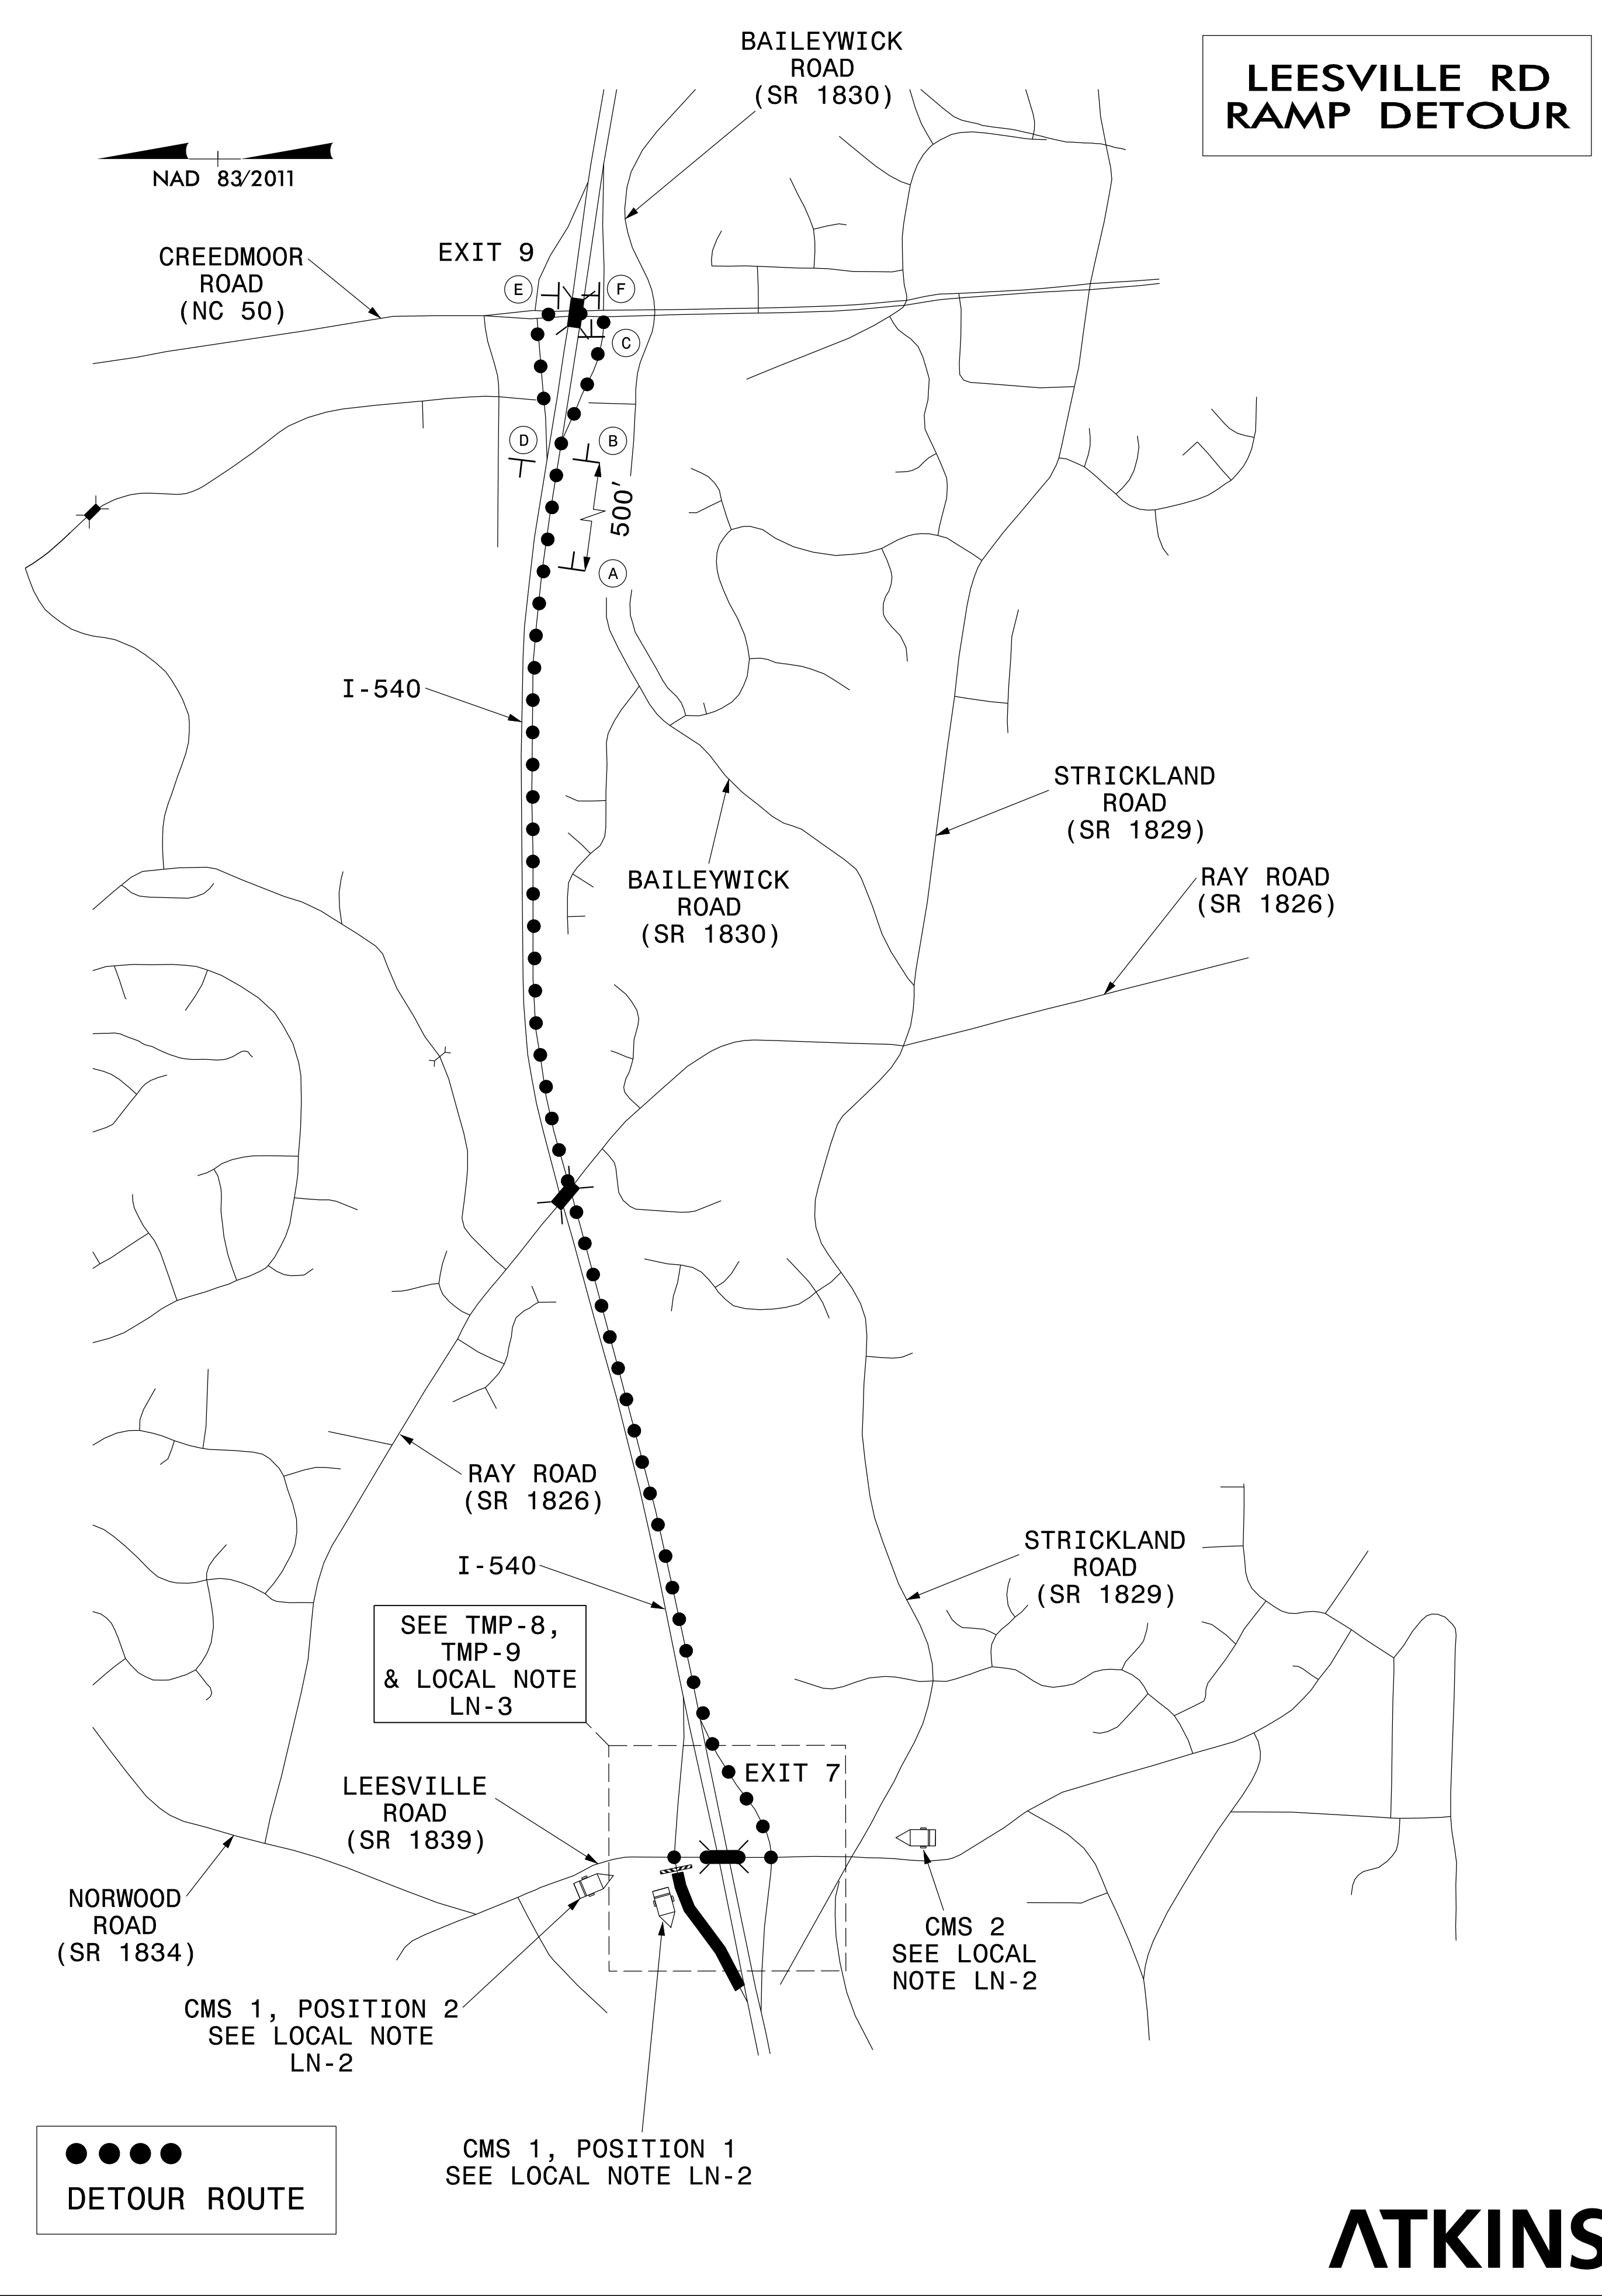 BAILEYWICK
ROAD
(SR 1830)
LEESVILLE RD
RAMP DETOUR
NAD 83/2011
CREEDMOOR
ROAD
(NC 50)
EXIT 9
E
F
C
D
B
500'
A
I-540
STRICKLAND
ROAD
(SR 1829)
BAILEYWICK
ROAD
(SR 1830)
RAY ROAD
(SR 1826)
RAY ROAD
(SR 1826)
STRICKLAND
ROAD
(SR 1829)
I-540
SEE TMP-8,
TMP-9
& LOCAL NOTE
LN-3
EXIT 7
LEESVILLE
ROAD
(SR 1839)
NORWOOD
ROAD
(SR 1834)
CMS 2
SEE LOCAL
NOTE LN-2
CMS 1, POSITION 2
SEE LOCAL NOTE
LN-2
CMS 1, POSITION 1
SEE LOCAL NOTE LN-2
DETOUR ROUTE
ATKINS